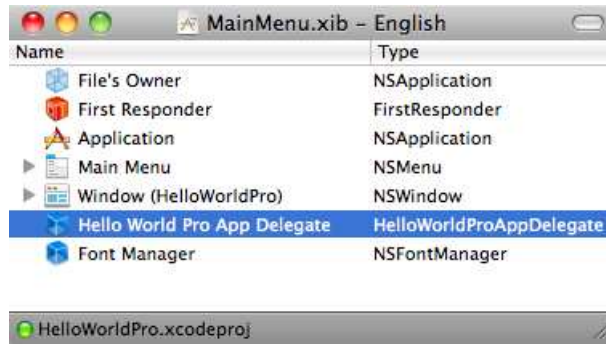 MainMenu.xib – English
Name Type
File's Owner NSApplication
First Responder FirstResponder
Application NSApplication
Main Menu NSMenu
Window (HelloWorldPro) NSWindow
Hello World Pro App Delegate HelloWorldProAppDelegate
Font Manager NSFontManager
HelloWorldPro.xcodeproj